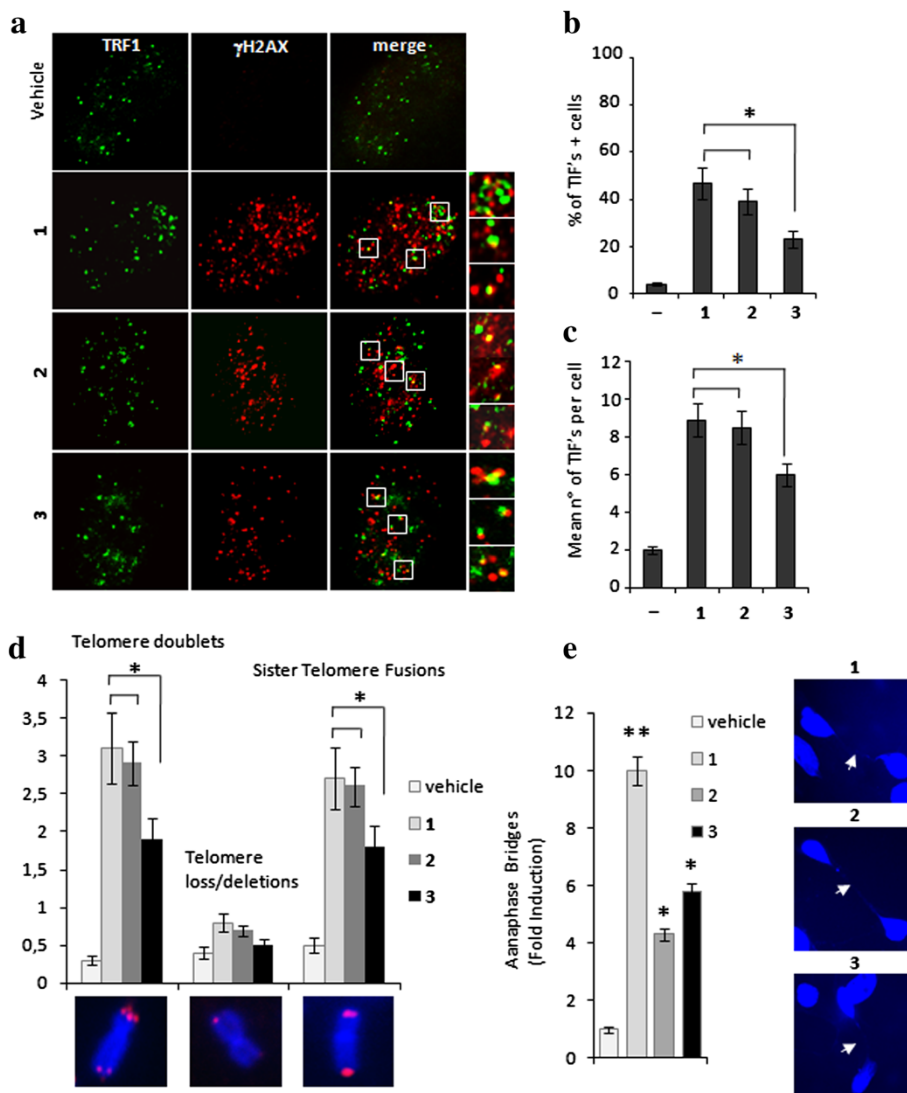 a
TRF1 γH2AX merge
Vehicle
1
2
3
b
% of TIF's + cells
100
80
60
40
20
0
*
– 1 2 3
c
Mean n° of TIF's per cell
12
10
8
6
4
2
0
*
– 1 2 3
d
Telomere doublets
Sister Telomere Fusions
Telomere
loss/deletions
4
3,5
3
2,5
2
1,5
1
0,5
0
*
*
vehicle
1
2
3
e
Aanaphase Bridges
(Fold Induction)
12
10
8
6
4
2
0
**
*
*
vehicle
1
2
3
1
2
3